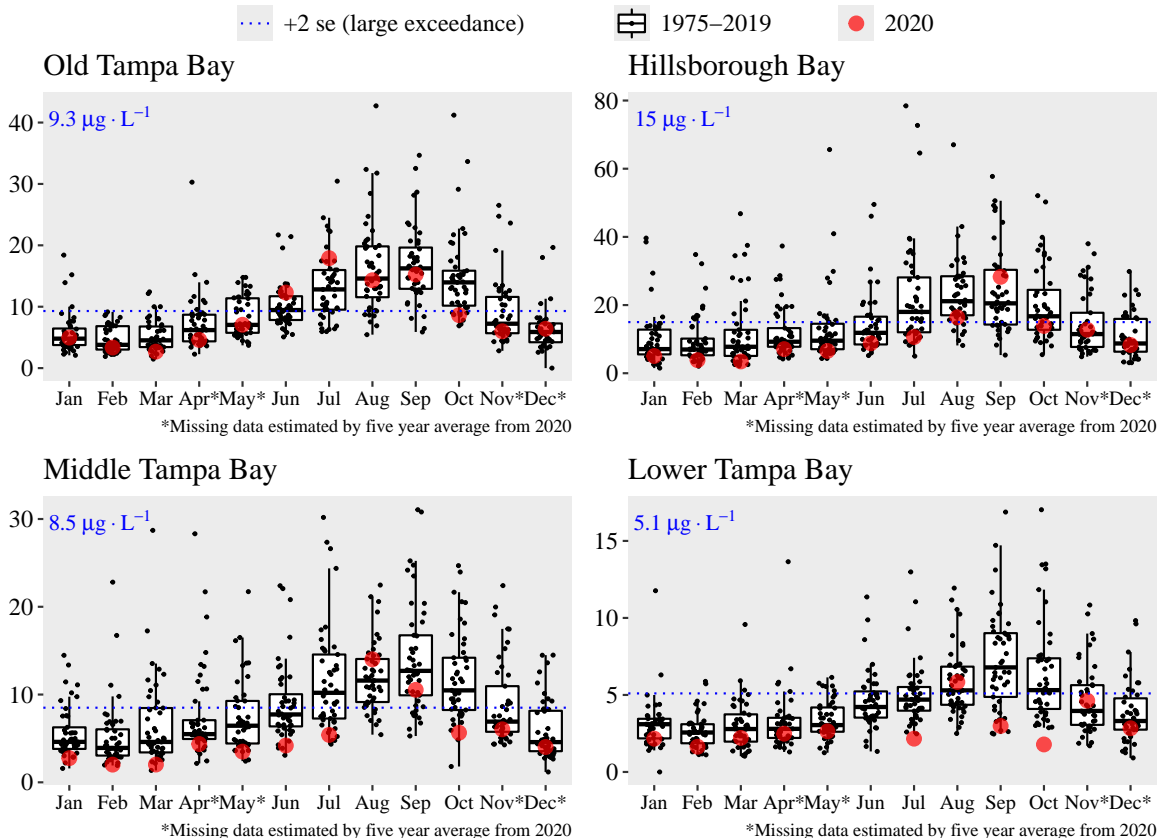 +2 se (large exceedance) 1975–2019 2020
Old Tampa Bay
9.3 μg · L⁻¹
40
30
20
10
0
Jan Feb Mar Apr* May* Jun Jul Aug Sep Oct Nov* Dec*
*Missing data estimated by five year average from 2020
Hillsborough Bay
15 μg · L⁻¹
80
60
40
20
0
Jan Feb Mar Apr* May* Jun Jul Aug Sep Oct Nov* Dec*
*Missing data estimated by five year average from 2020
Middle Tampa Bay
8.5 μg · L⁻¹
30
20
10
0
Jan Feb Mar Apr* May* Jun Jul Aug Sep Oct Nov* Dec*
*Missing data estimated by five year average from 2020
Lower Tampa Bay
5.1 μg · L⁻¹
15
10
5
0
Jan Feb Mar Apr* May* Jun Jul Aug Sep Oct Nov* Dec*
*Missing data estimated by five year average from 2020